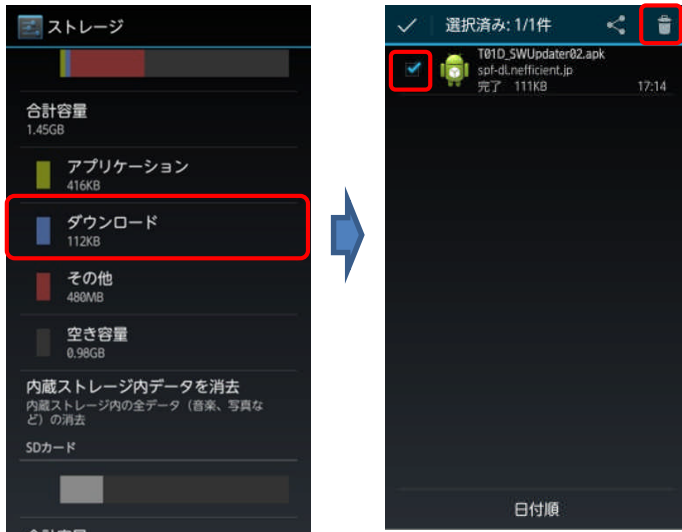 ストレージ
合計容量
1.45GB
アプリケーション
416KB
ダウンロード
112KB
その他
480MB
空き容量
0.98GB
内蔵ストレージ内データを消去
内蔵ストレージ内の全データ（音楽、写真な
ど）の消去
SDカード
合計容量
選択済み: 1/1件
T01D_SWUpdater02.apk
spf-dl.nefficient.jp
完了 111KB 17:14
日付順